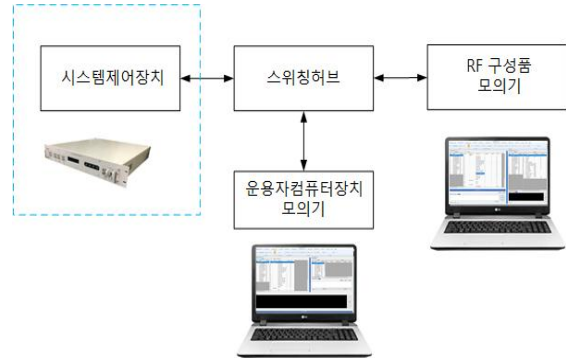 시스템제어장치
스위칭허브
RF 구성품
모의기
운용자컴퓨터장치
모의기